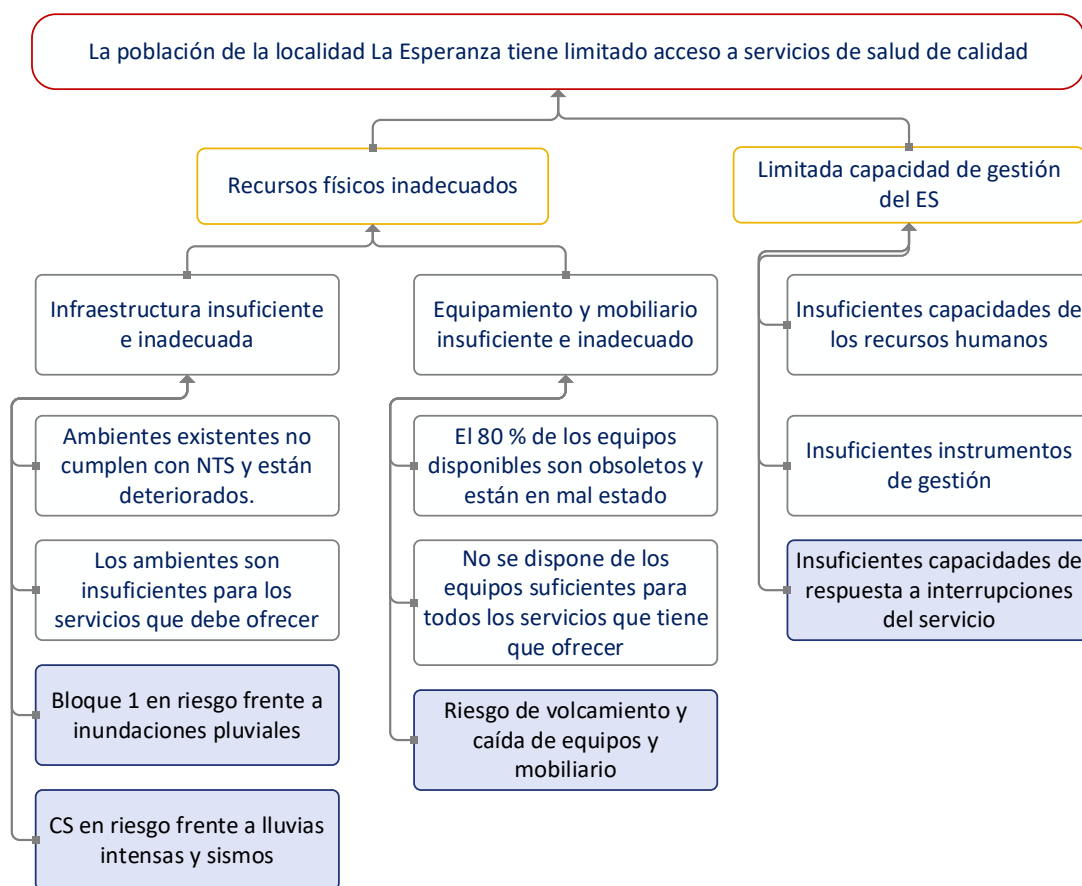 La población de la localidad La Esperanza tiene limitado acceso a servicios de salud de calidad
Recursos físicos inadecuados
Limitada capacidad de gestión
del ES
Infraestructura insuficiente
e inadecuada
Equipamiento y mobiliario
insuficiente e inadecuado
Insuficientes capacidades de
los recursos humanos
Ambientes existentes no
cumplen con NTS y están
deteriorados.
El 80 % de los equipos
disponibles son obsoletos y
están en mal estado
Insuficientes instrumentos
de gestión
Los ambientes son
insuficientes para los
servicios que debe ofrecer
No se dispone de los
equipos suficientes para
todos los servicios que tiene
que ofrecer
Insuficientes capacidades de
respuesta a interrupciones
del servicio
Bloque 1 en riesgo frente a
inundaciones pluviales
Riesgo de volcamiento y
caída de equipos y
mobiliario
CS en riesgo frente a lluvias
intensas y sismos